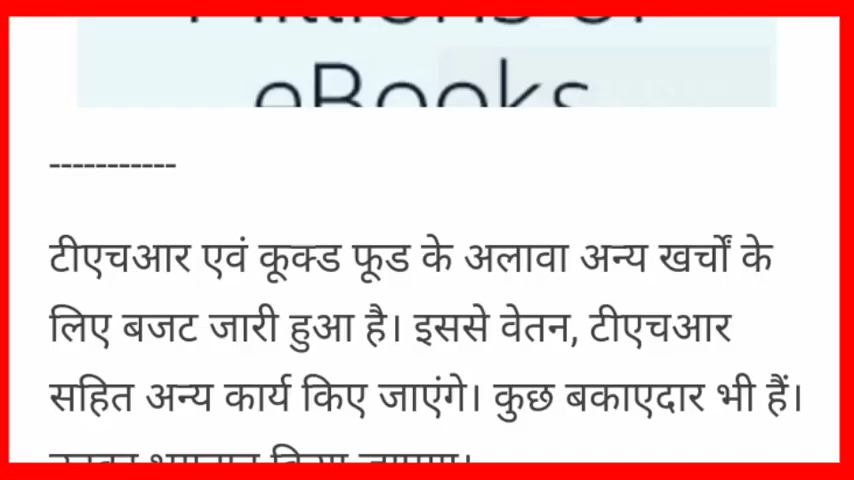 eBooks
-----------
टीएचआर एवं कूक्ड फूड के अलावा अन्य खर्चों के
लिए बजट जारी हुआ है। इससे वेतन, टीएचआर
सहित अन्य कार्य किए जाएंगे। कुछ बकाएदार भी हैं।